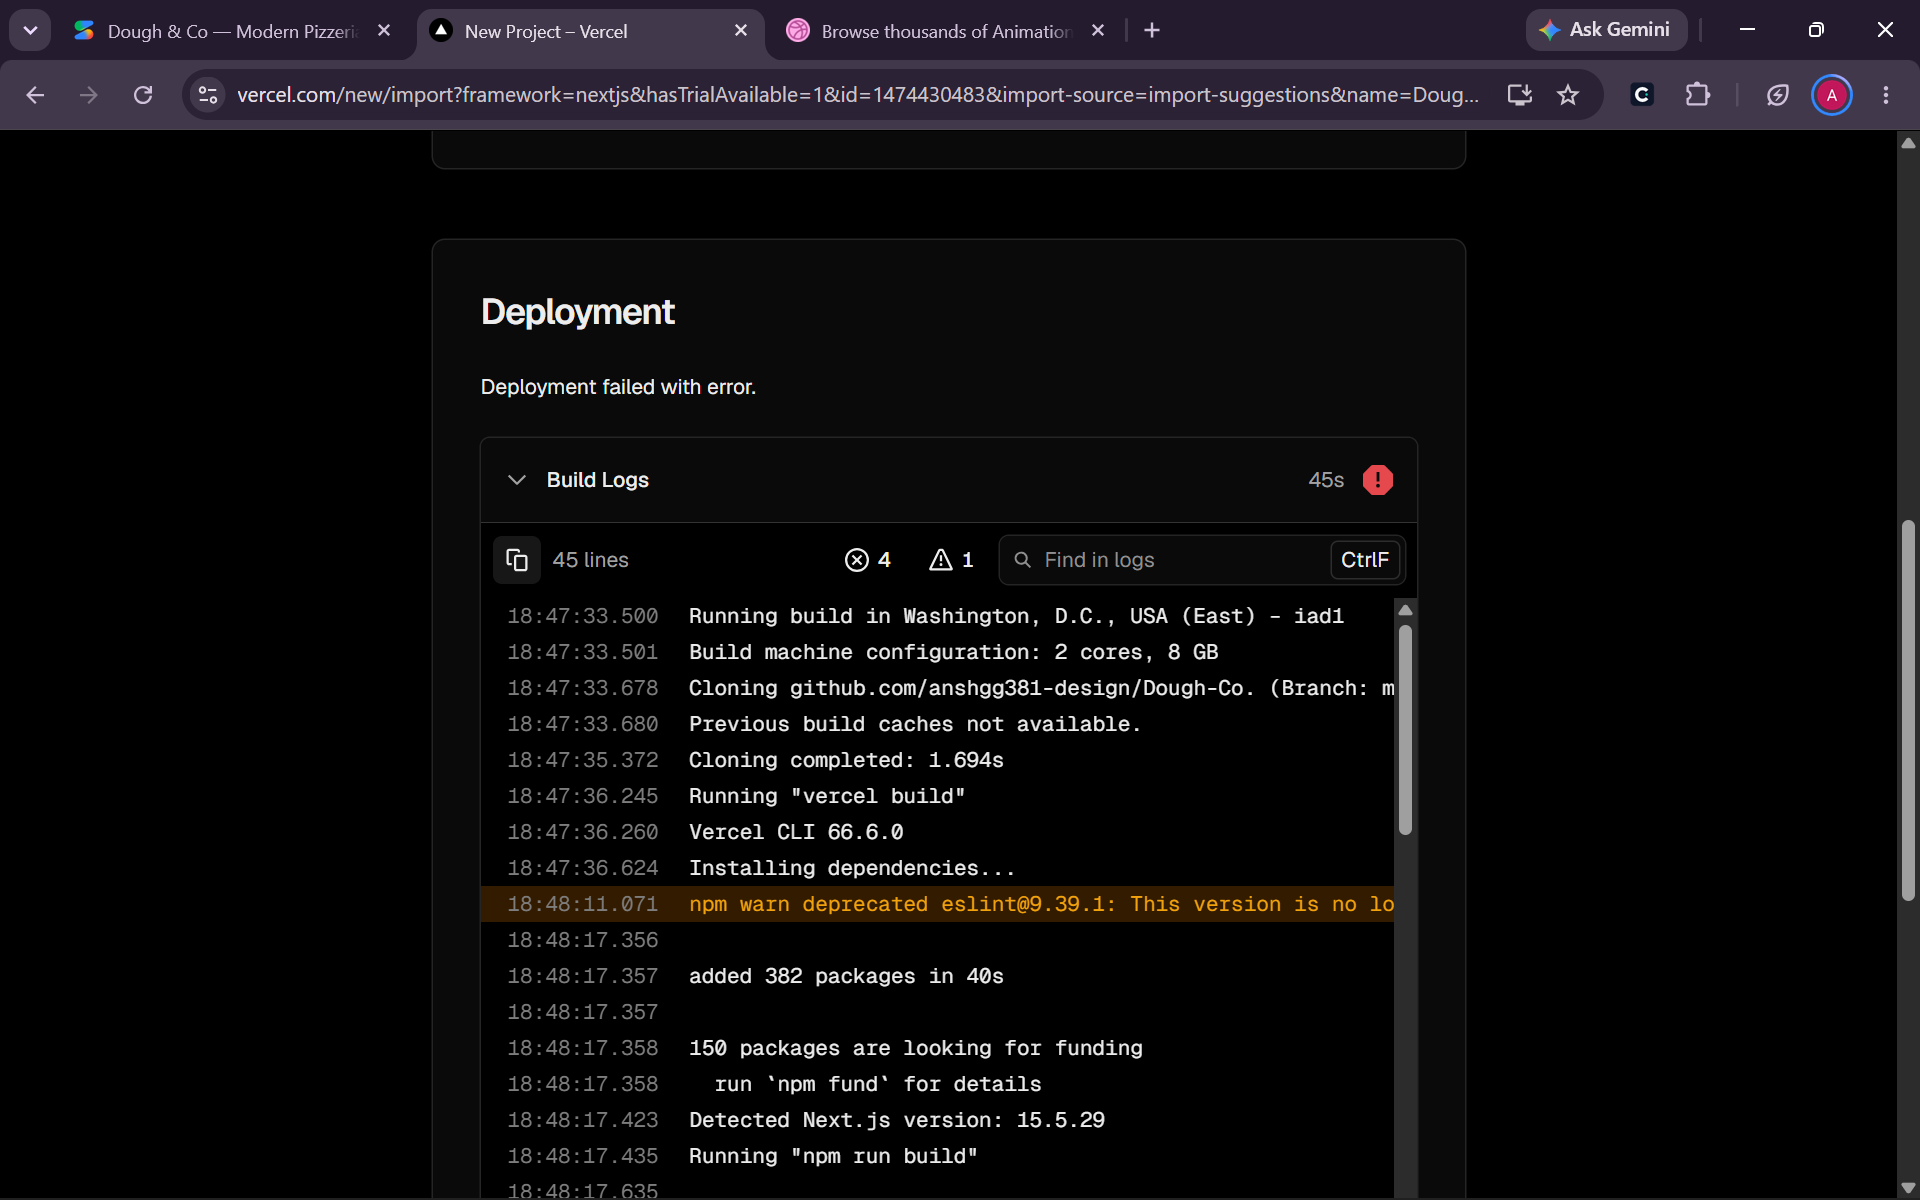 Dough & Co — Modern Pizzeri
New Project – Vercel
Browse thousands of Animation
Ask Gemini
vercel.com/new/import?framework=nextjs&hasTrialAvailable=1&id=1474430483&import-source=import-suggestions&name=Doug...
C
A
Deployment
Deployment failed with error.
Build Logs
45s
45 lines
4
1
Find in logs
CtrlF
18:47:33.500 Running build in Washington, D.C., USA (East) – iad1
18:47:33.501 Build machine configuration: 2 cores, 8 GB
18:47:33.678 Cloning github.com/anshgg381-design/Dough-Co. (Branch: m
18:47:33.680 Previous build caches not available.
18:47:35.372 Cloning completed: 1.694s
18:47:36.245 Running "vercel build"
18:47:36.260 Vercel CLI 66.6.0
18:47:36.624 Installing dependencies...
18:48:11.071 npm warn deprecated eslint@9.39.1: This version is no lo
18:48:17.356
18:48:17.357 added 382 packages in 40s
18:48:17.357
18:48:17.358 150 packages are looking for funding
18:48:17.358 run `npm fund` for details
18:48:17.423 Detected Next.js version: 15.5.29
18:48:17.435 Running "npm run build"
18:48:17.635